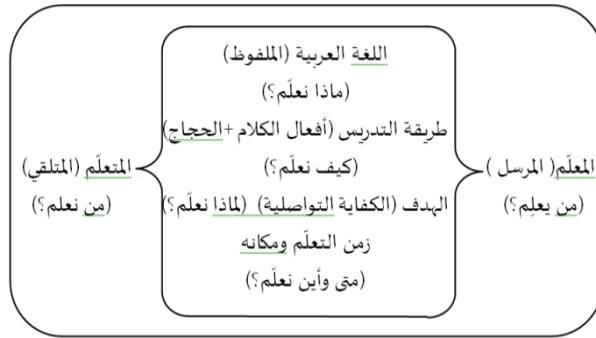 المعلّم( المرسل )
(من يعلِم؟)
اللغة العربية (الملفوظ)
(ماذا نعلّم؟)
طريقة التدريس (أفعال الكلام +الحجاج)
(كيف نعلّم؟)
الهدف (الكفاية التواصلية) (لماذا نعلّم؟)
زمن التعلّم ومكانه
(متى وأين نعلّم؟)
المتعلّم (المتلقي)
(من نعلم؟)